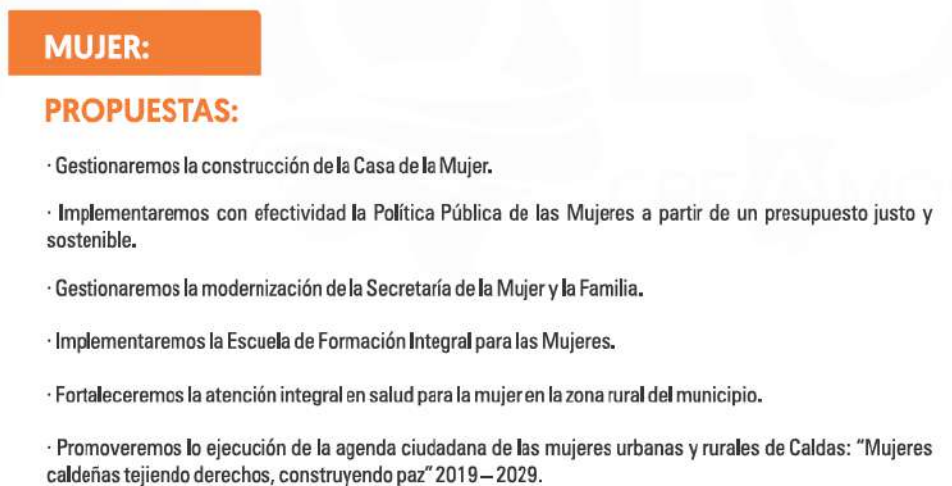 MUJER:
PROPUESTAS:
· Gestionaremos la construcción de la Casa de la Mujer.
· Implementaremos con efectividad la Política Pública de las Mujeres a partir de un presupuesto justo y
sostenible.
· Gestionaremos la modernización de la Secretaría de la Mujer y la Familia.
· Implementaremos la Escuela de Formación Integral para las Mujeres.
· Fortaleceremos la atención integral en salud para la mujer en la zona rural del municipio.
· Promoveremos lo ejecución de la agenda ciudadana de las mujeres urbanas y rurales de Caldas: “Mujeres
caldeñas tejiendo derechos, construyendo paz” 2019 – 2029.